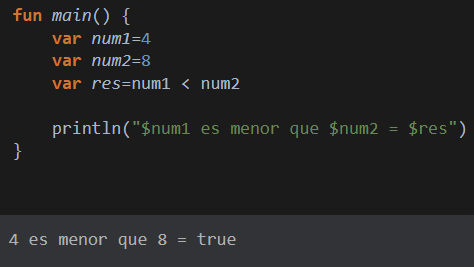 fun main() {
    var num1=4
    var num2=8
    var res=num1 < num2
    println("$num1 es menor que $num2 = $res")
}
4 es menor que 8 = true